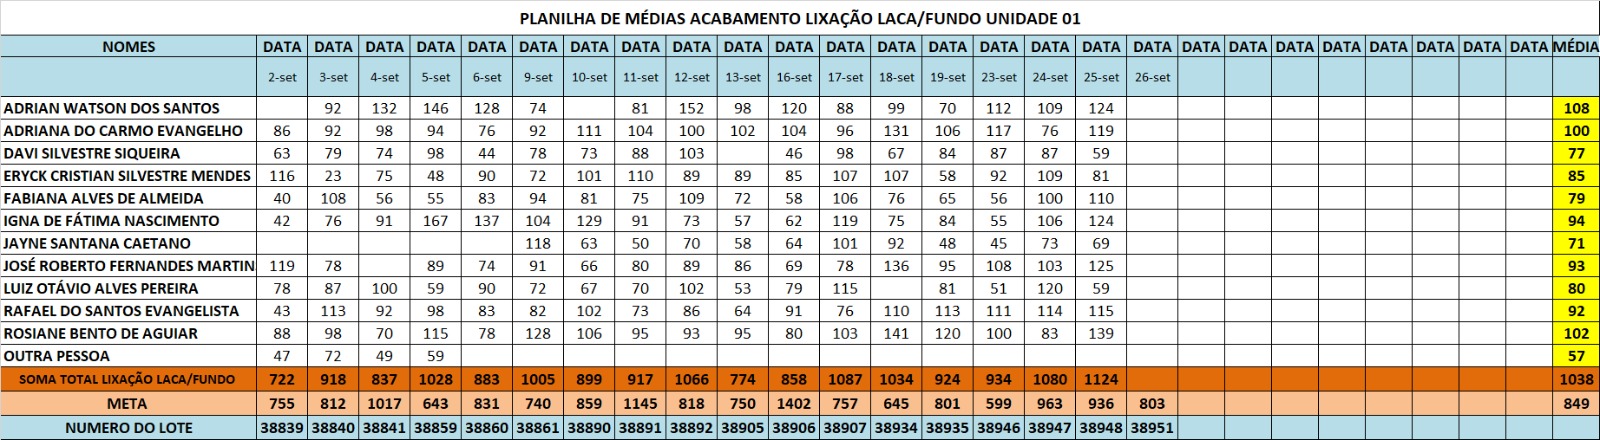 PLANILHA DE MÉDIAS ACABAMENTO LIXAÇÃO LACA/FUNDO UNIDADE 01
NOMES DATA DATA DATA DATA DATA DATA DATA DATA DATA DATA DATA DATA DATA DATA DATA DATA DATA DATA DATA DATA DATA DATA DATA DATA DATA DATA MÉDIA
2-set 3-set 4-set 5-set 6-set 9-set 10-set 11-set 12-set 13-set 16-set 17-set 18-set 19-set 23-set 24-set 25-set 26-set
ADRIAN WATSON DOS SANTOS 92 132 146 128 74 81 152 98 120 88 99 70 112 109 124 108
ADRIANA DO CARMO EVANGELHO 86 92 98 94 76 92 111 104 100 102 104 96 131 106 117 76 119 100
DAVI SILVESTRE SIQUEIRA 63 79 74 98 44 78 73 88 103 46 98 67 84 87 87 59 77
ERYCK CRISTIAN SILVESTRE MENDES 116 23 75 48 90 72 101 110 89 89 85 107 107 58 92 109 81 85
FABIANA ALVES DE ALMEIDA 40 108 56 55 83 94 81 75 109 72 58 106 76 65 56 100 110 79
IGNA DE FÁTIMA NASCIMENTO 42 76 91 167 137 104 129 91 73 57 62 119 75 84 55 106 124 94
JAYNE SANTANA CAETANO 118 63 50 70 58 64 101 92 48 45 73 69 71
JOSÉ ROBERTO FERNANDES MARTIN 119 78 89 74 91 66 80 89 86 69 78 136 95 108 103 125 93
LUIZ OTÁVIO ALVES PEREIRA 78 87 100 59 90 72 67 70 102 53 79 115 81 51 120 59 80
RAFAEL DO SANTOS EVANGELISTA 43 113 92 98 83 82 102 73 86 64 91 76 110 113 111 114 115 92
ROSIANE BENTO DE AGUIAR 88 98 70 115 78 128 106 95 93 95 80 103 141 120 100 83 139 102
OUTRA PESSOA 47 72 49 59 57
SOMA TOTAL LIXAÇÃO LACA/FUNDO 722 918 837 1028 883 1005 899 917 1066 774 858 1087 1034 924 934 1080 1124 1038
META 755 812 1017 643 831 740 859 1145 818 750 1402 757 645 801 599 963 936 803 849
NUMERO DO LOTE 38839 38840 38841 38859 38860 38861 38890 38891 38892 38905 38906 38907 38934 38935 38946 38947 38948 38951